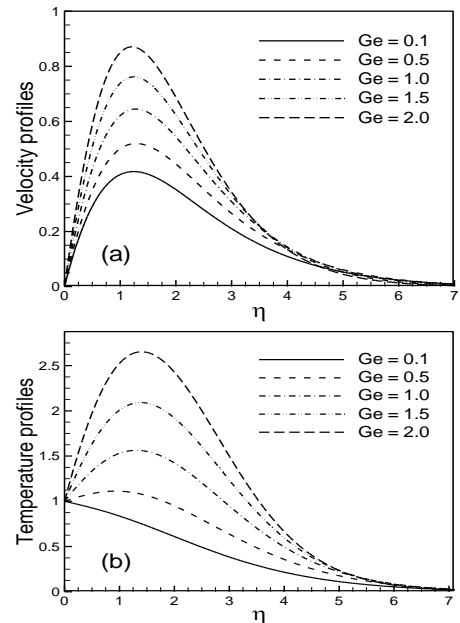 Velocity profiles
1
0.8
0.6
0.4
0.2
0
Ge = 0.1
Ge = 0.5
Ge = 1.0
Ge = 1.5
Ge = 2.0
(a)
0 1 2 3 4 5 6 7
η
Temperature profiles
2.5
2
1.5
1
0.5
0
Ge = 0.1
Ge = 0.5
Ge = 1.0
Ge = 1.5
Ge = 2.0
(b)
0 1 2 3 4 5 6 7
η